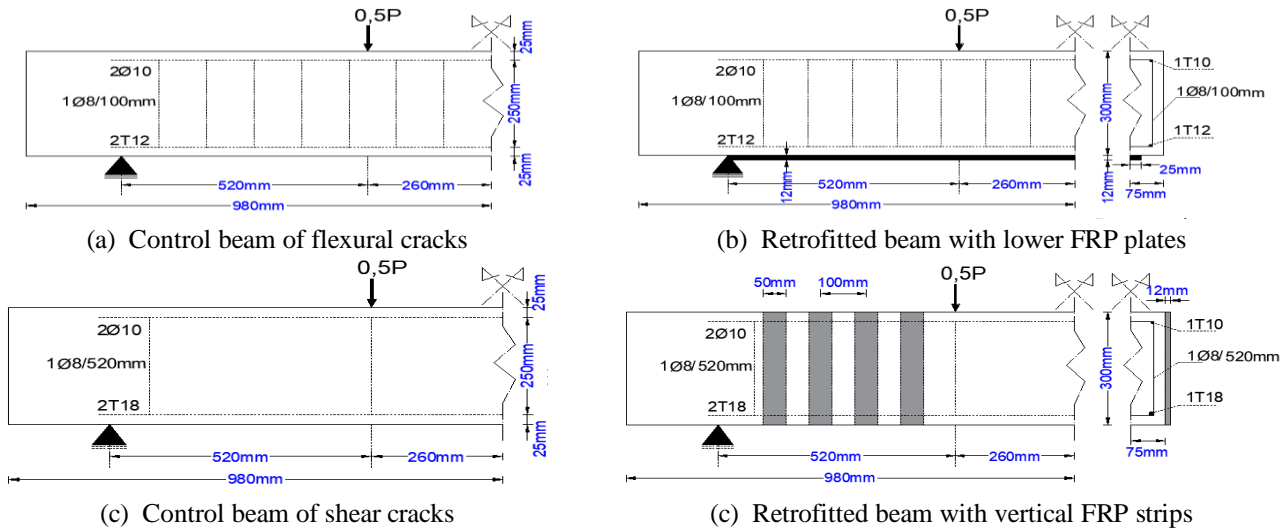 0,5P
25mm
2Ø10
1Ø8/100mm
250mm
2T12
25mm
520mm
260mm
980mm
(a) Control beam of flexural cracks
0,5P
2Ø10
1T10
1Ø8/100mm
300mm
1Ø8/100mm
2T12
1T12
12mm
12mm
25mm
520mm
260mm
75mm
980mm
(b) Retrofitted beam with lower FRP plates
0,5P
25mm
2Ø10
1Ø8/520mm
250mm
2T18
25mm
520mm
260mm
980mm
(c) Control beam of shear cracks
0,5P
50mm
100mm
12mm
2Ø10
1T10
1Ø8/520mm
300mm
1Ø8/520mm
2T18
1T18
520mm
260mm
75mm
980mm
(c) Retrofitted beam with vertical FRP strips